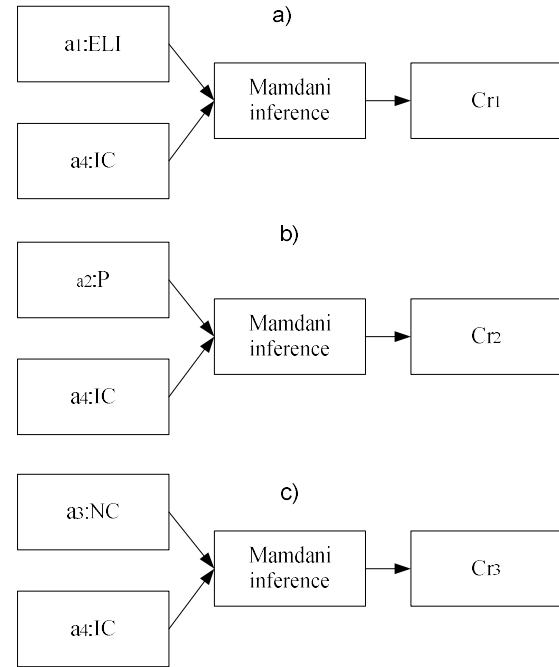 a)
a1:ELI
Mamdani
inference
Cr1
a4:IC
b)
a2:P
Mamdani
inference
Cr2
a4:IC
c)
a3:NC
Mamdani
inference
Cr3
a4:IC